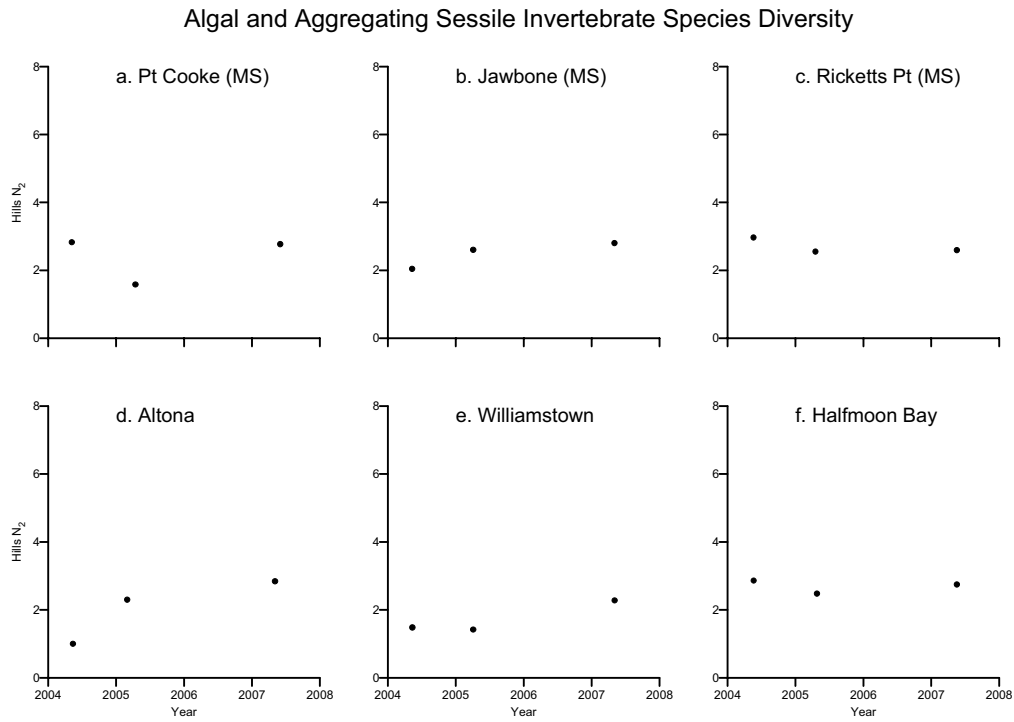 Algal and Aggregating Sessile Invertebrate Species Diversity
a. Pt Cooke (MS)
8
6
4
2
0
Hills N₂
b. Jawbone (MS)
8
6
4
2
0
c. Ricketts Pt (MS)
8
6
4
2
0
d. Altona
8
6
4
2
0
Hills N₂
2004 2005 2006 2007 2008
Year
e. Williamstown
8
6
4
2
0
2004 2005 2006 2007 2008
Year
f. Halfmoon Bay
8
6
4
2
0
2004 2005 2006 2007 2008
Year